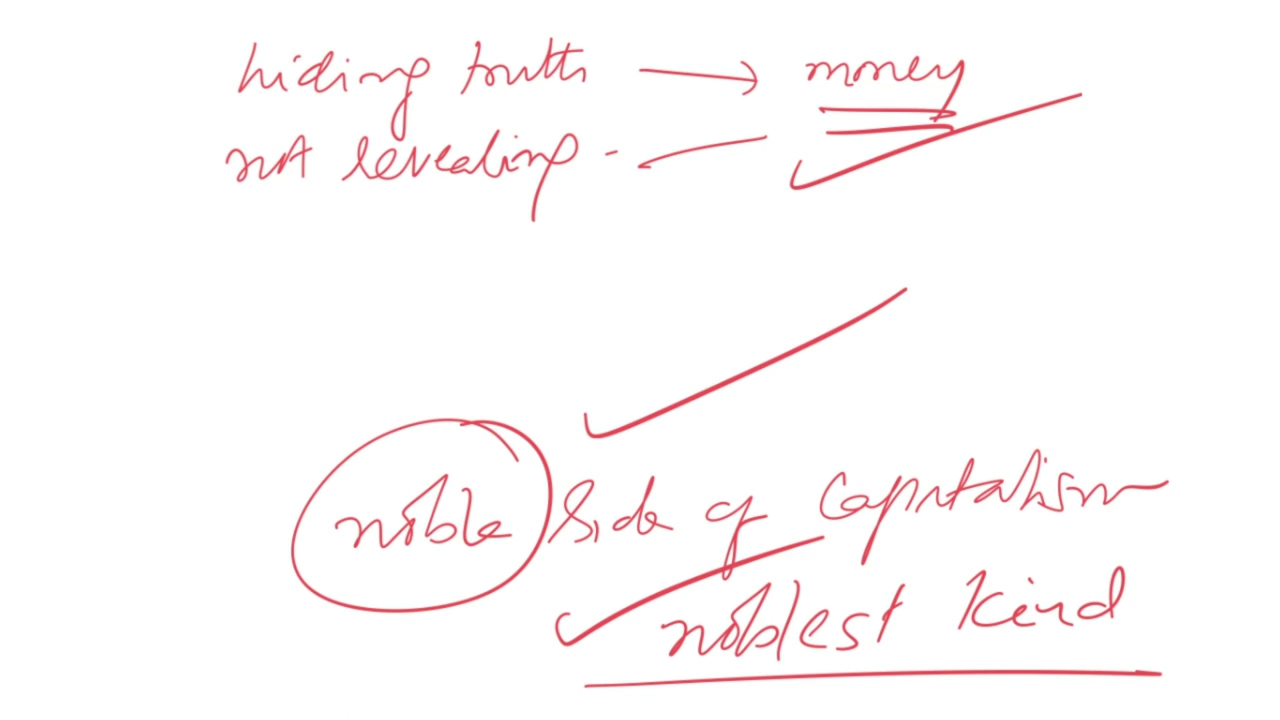 hiding truth → money
not revealing -
noble side of capitalism
noblest kind